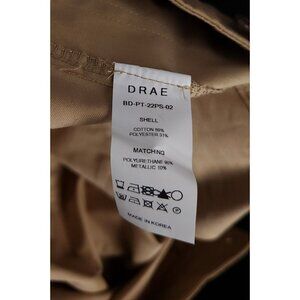 DRAE
BD-PT-22PS-02
SHELL
COTTON 69%
POLYESTER 31%
MATCHING
POLYURETHANE 90%
METALLIC 10%
MADE IN KOREA